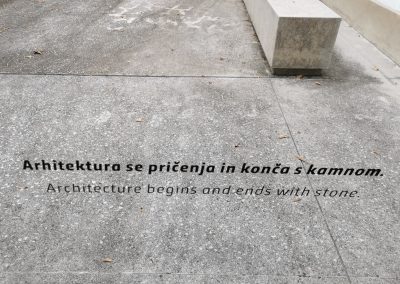 Arhitektura se pričenja in konča s kamnom.
Architecture begins and ends with stone.